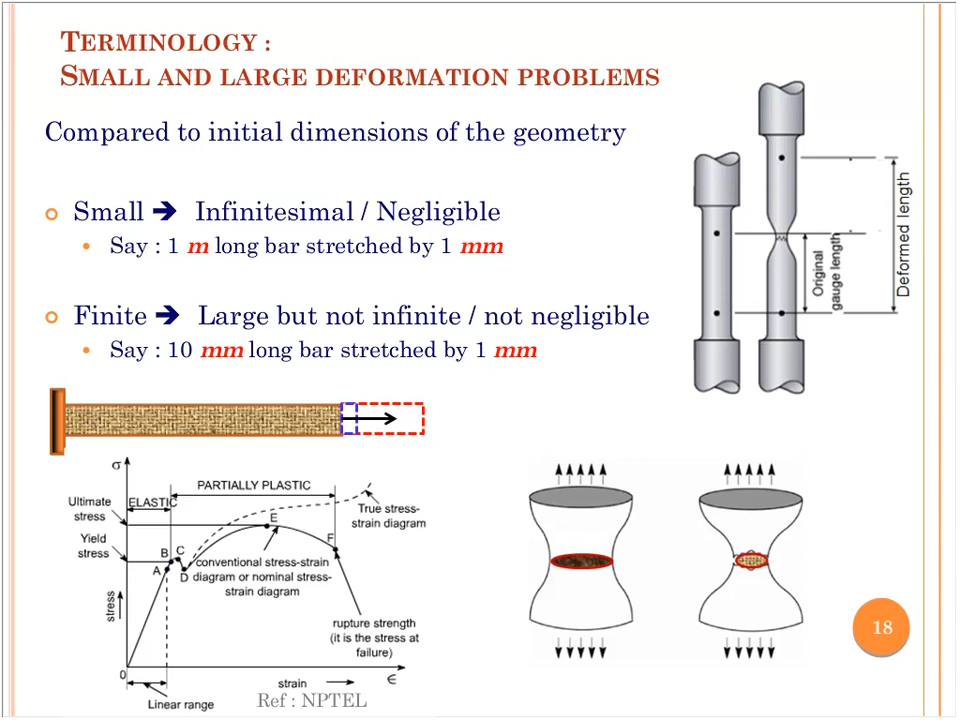 TERMINOLOGY :
SMALL AND LARGE DEFORMATION PROBLEMS
Compared to initial dimensions of the geometry
Small ➔ Infinitesimal / Negligible
Say : 1 m long bar stretched by 1 mm
Finite ➔ Large but not infinite / not negligible
Say : 10 mm long bar stretched by 1 mm
Original
gauge length
Deformed length
σ
PARTIALLY PLASTIC
Ultimate
stress
ELASTIC
True stress-
strain diagram
E
Yield
stress
B
C
F
A
D
conventional stress-strain
diagram or nominal stress-
strain diagram
stress
rupture strength
(it is the stress at
failure)
0
strain
ϵ
Linear range
Ref : NPTEL
18